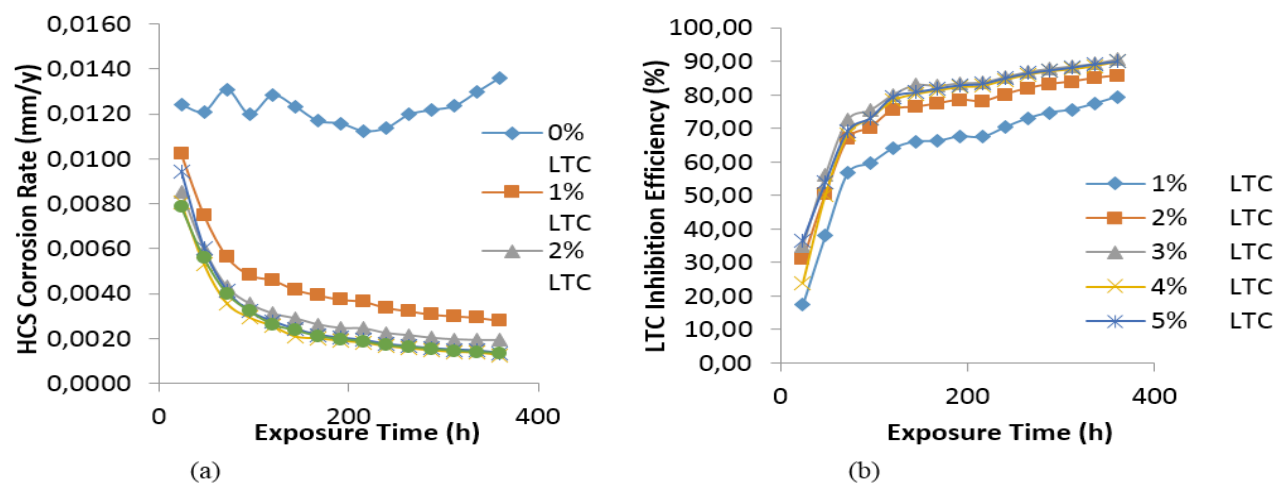 HCS Corrosion Rate (mm/y)
0,0160
0,0140
0,0120
0,0100
0,0080
0,0060
0,0040
0,0020
0,0000
0
200
400
Exposure Time (h)
0%
LTC
1%
LTC
2%
LTC
(a)
LTC Inhibition Efficiency (%)
100,00
90,00
80,00
70,00
60,00
50,00
40,00
30,00
20,00
10,00
0,00
0
200
400
Exposure Time (h)
1% LTC
2% LTC
3% LTC
4% LTC
5% LTC
(b)